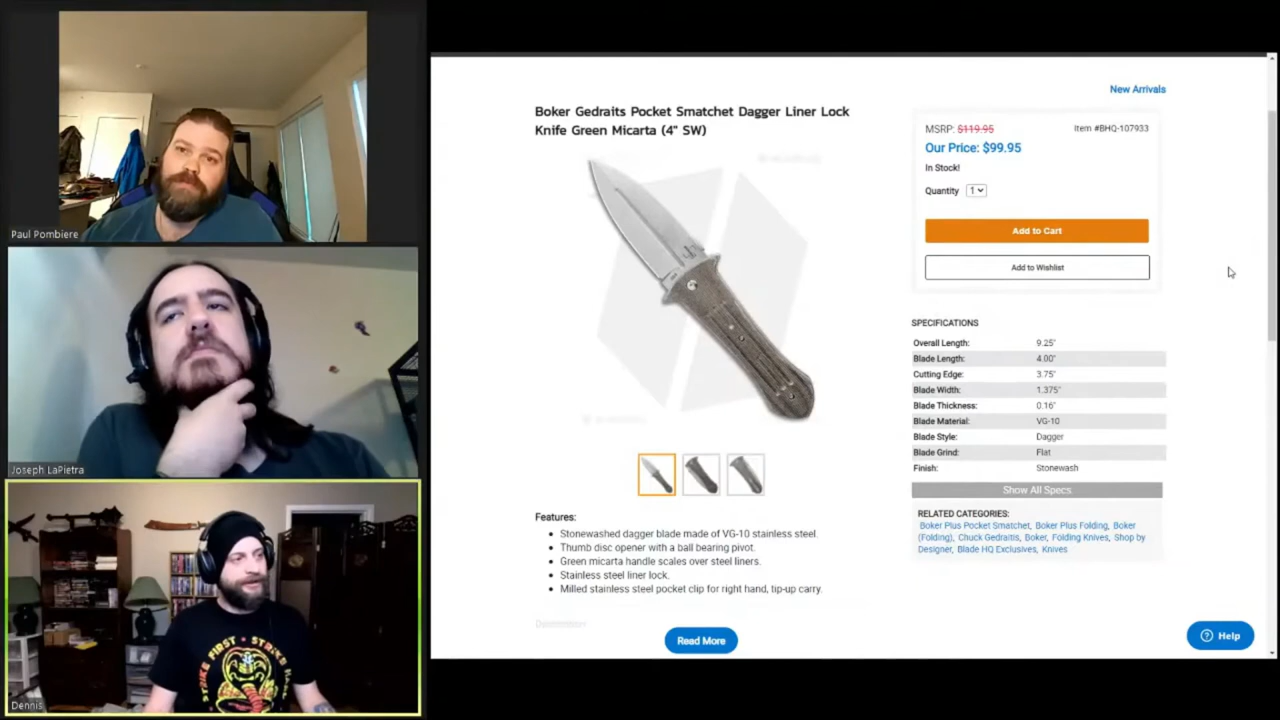 Paul Pombiere
Joseph LaPietra
STRIKE FIRST • STRIKE HARD
Dennis
New Arrivals
Boker Gedraits Pocket Smatchet Dagger Liner Lock
Knife Green Micarta (4" SW)
MSRP: $119.95
Item #BHQ-107933
Our Price: $99.95
In Stock!
Quantity 1
Add to Cart
Add to Wishlist
SPECIFICATIONS
Overall Length: 9.25"
Blade Length: 4.00"
Cutting Edge: 3.75"
Blade Width: 1.375"
Blade Thickness: 0.16"
Blade Material: VG-10
Blade Style: Dagger
Blade Grind: Flat
Finish: Stonewash
Show All Specs
RELATED CATEGORIES:
Boker Plus Pocket Smatchet, Boker Plus Folding, Boker
(Folding), Chuck Gedraitis, Boker, Folding Knives, Shop by
Designer, Blade HQ Exclusives, Knives
Features:
Stonewashed dagger blade made of VG-10 stainless steel.
Thumb disc opener with a ball bearing pivot.
Green micarta handle scales over steel liners.
Stainless steel liner lock.
Milled stainless steel pocket clip for right hand, tip-up carry.
Read More
Help